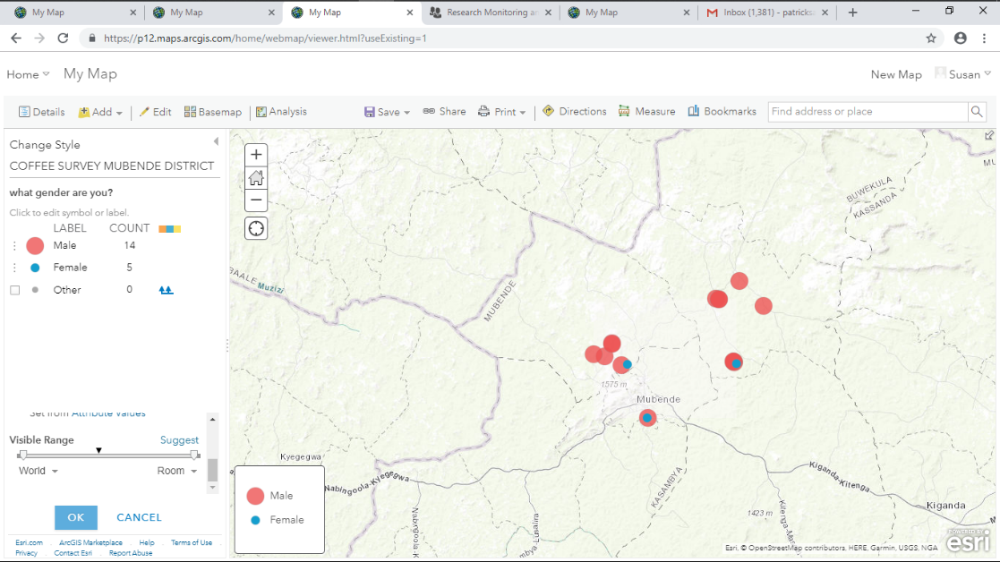 My Map
My Map
My Map
Research Monitoring a
My Map
Inbox (1,381) - patricks
https://p12.maps.arcgis.com/home/webmap/viewer.html?useExisting=1
Home My Map New Map Susan
Details Add Edit Basemap Analysis Save Share Print Directions Measure Bookmarks Find address or place
Change Style
COFFEE SURVEY MUBENDE DISTRICT
what gender are you?
Click to edit symbol or label.
LABEL COUNT
Male 14
Female 5
Other 0
Set from Attribute Values
Visible Range Suggest
World Room
OK CANCEL
Esri.com . ArcGIS Marketplace . Help . Terms of Use .
Privacy . Contact Esri . Report Abuse
+
−
BUWEKULA
KASSANDA
MU
BAALE
Muzizi
MUBENDE
1575 m
Mubende
Kyegegwa
Nabingoola-Kyegegwa
KASAMBYA
Kiganda-Kitenga
Kiganda
1423 m
Kitenga-Mas
Nabingoola
Male
Female
Esri, © OpenStreetMap contributors, HERE, Garmin, USGS, NGA
POWERED BY
esri